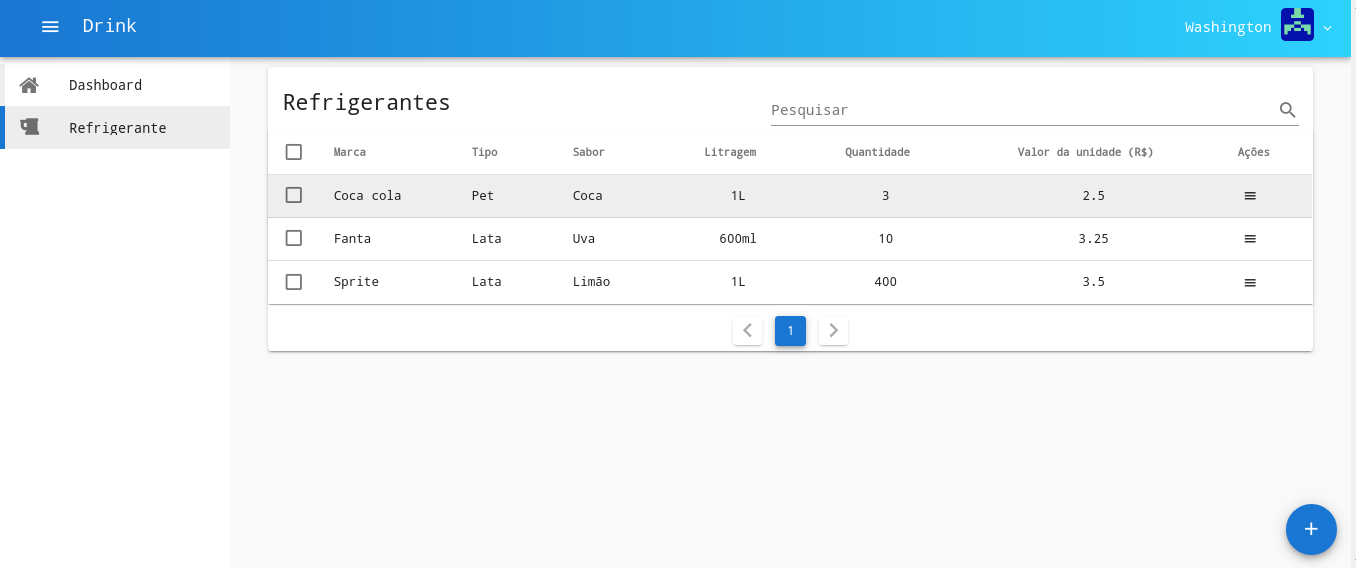 Drink
Washington
Dashboard
Refrigerante
Refrigerantes
Pesquisar
Marca Tipo Sabor Litragem Quantidade Valor da unidade (R$) Ações
Coca cola Pet Coca 1L 3 2.5
Fanta Lata Uva 600ml 10 3.25
Sprite Lata Limão 1L 400 3.5
1